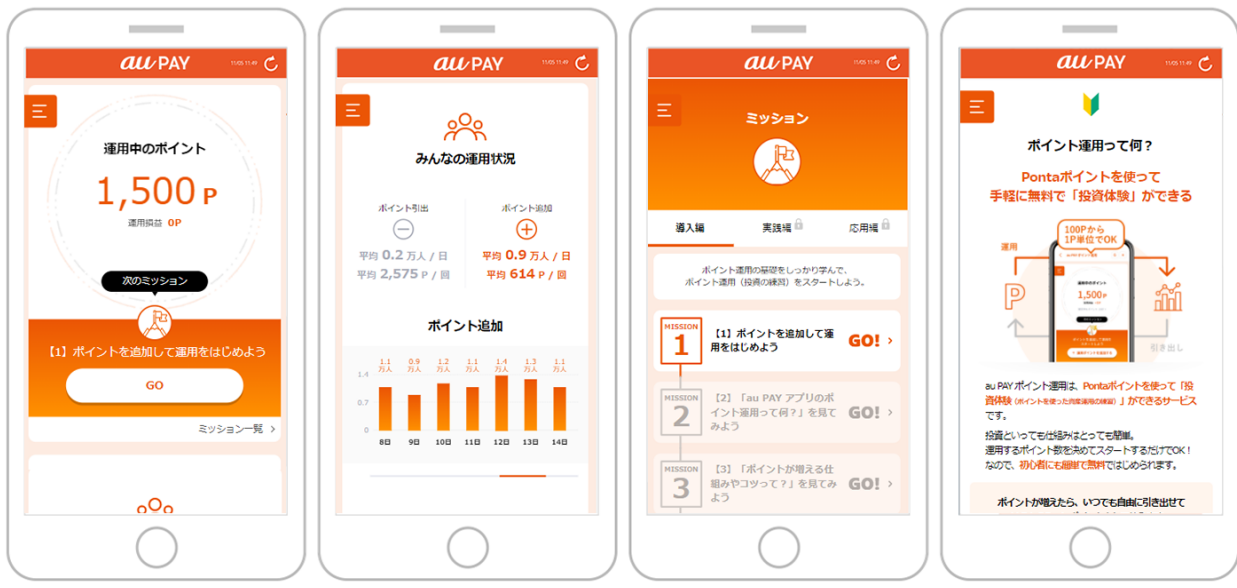 au PAY
11/05 11:49
運用中のポイント
1,500 P
運用損益 0P
次のミッション
【1】ポイントを追加して運用をはじめよう
GO
ミッション一覧 >
au PAY
11/05 11:49
みんなの運用状況
ポイント引出
平均 0.2 万人 / 日
平均 2,575 P / 回
ポイント追加
平均 0.9 万人 / 日
平均 614 P / 回
ポイント追加
1.1万人 0.9万人 1.2万人 1.1万人 1.4万人 1.3万人 1.1万人
1.4
0.7
0
8日 9日 10日 11日 12日 13日 14日
au PAY
11/05 11:49
ミッション
導入編 実践編 応用編
ポイント運用の基礎をしっかり学んで、
ポイント運用（投資の練習）をスタートしよう。
MISSION
1
【1】ポイントを追加して運
用をはじめよう
GO! >
MISSION
2
【2】「au PAY アプリのポ
イント運用って何？」を見て
みよう
GO! >
MISSION
3
【3】「ポイントが増える仕
組みやコツって？」を見てみ
よう
GO! >
au PAY
11/05 11:49
ポイント運用って何？
Pontaポイントを使って
手軽に無料で「投資体験」ができる
100Pから
1P単位でOK
運用
P
1,500 P
引き出し
au PAY ポイント運用は、Pontaポイントを使って「投
資体験（ポイントを使った資産運用の練習）」ができるサービス
です。
投資といっても仕組みはとっても簡単。
運用するポイント数を決めてスタートするだけでOK！
なので、初心者にも簡単で無料ではじめられます。
ポイントが増えたら、いつでも自由に引き出せて